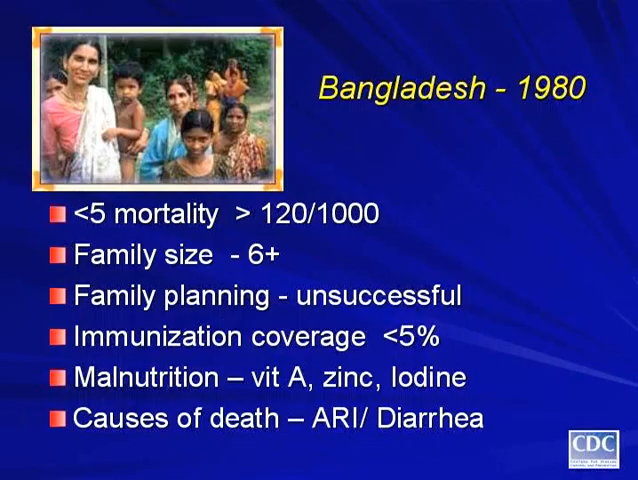 Bangladesh - 1980
<5 mortality > 120/1000
Family size - 6+
Family planning - unsuccessful
Immunization coverage <5%
Malnutrition – vit A, zinc, Iodine
Causes of death – ARI/ Diarrhea
CDC